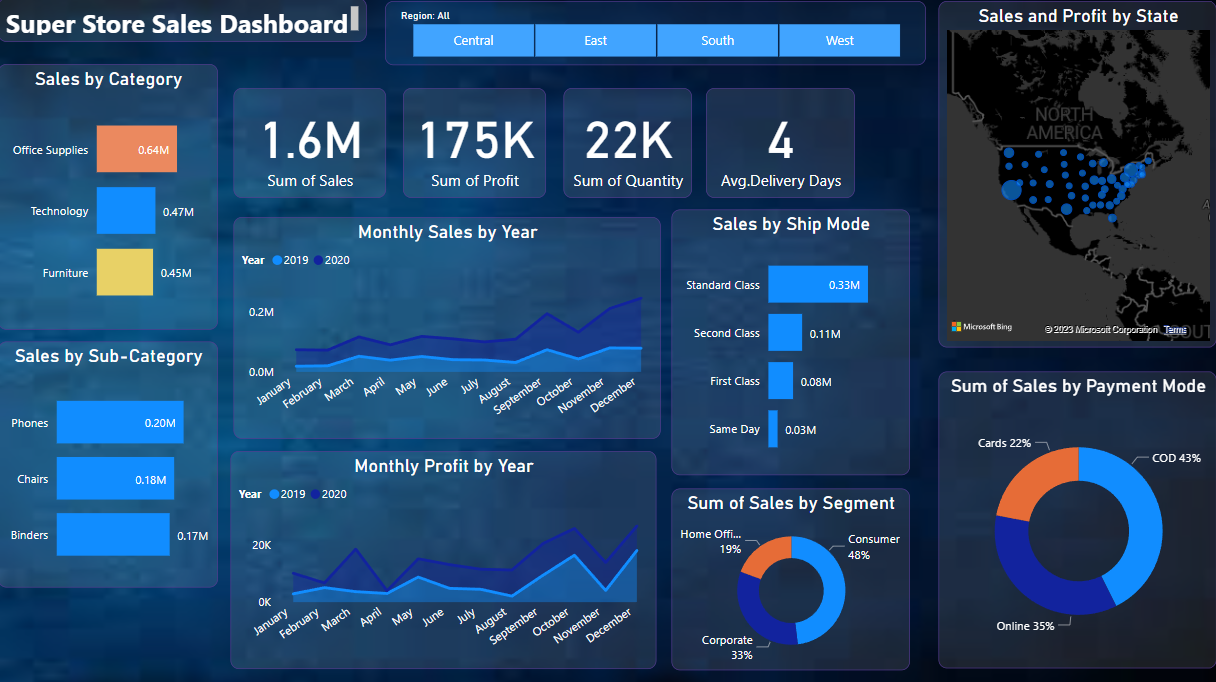 Super Store Sales Dashboard
Region: All
Central East South West
Sales by Category
Office Supplies 0.64M
Technology 0.47M
Furniture 0.45M
Sales by Sub-Category
Phones 0.20M
Chairs 0.18M
Binders 0.17M
1.6M
Sum of Sales
175K
Sum of Profit
22K
Sum of Quantity
4
Avg.Delivery Days
Monthly Sales by Year
Year 2019 2020
0.2M
0.0M
January February March April May June July August September October November December
Monthly Profit by Year
Year 2019 2020
20K
0K
January February March April May June July August September October November December
Sales by Ship Mode
Standard Class 0.33M
Second Class 0.11M
First Class 0.08M
Same Day 0.03M
Sum of Sales by Segment
Home Offi...
19%
Consumer
48%
Corporate
33%
Sales and Profit by State
NORTH
AMERICA
Microsoft Bing
© 2023 Microsoft Corporation Terms
Sum of Sales by Payment Mode
Cards 22%
COD 43%
Online 35%